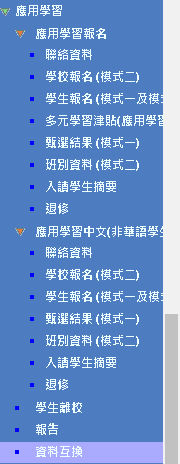 應用學習
應用學習報名
聯絡資料
學校報名 (模式二)
學生報名 (模式一及模
多元學習津貼(應用學習
甄選結果 (模式一)
班別資料 (模式二)
入讀學生摘要
退修
應用學習中文(非華語學生
聯絡資料
學校報名 (模式二)
學生報名 (模式一及模
甄選結果 (模式一)
班別資料 (模式二)
入讀學生摘要
退修
學生離校
報告
資料互換